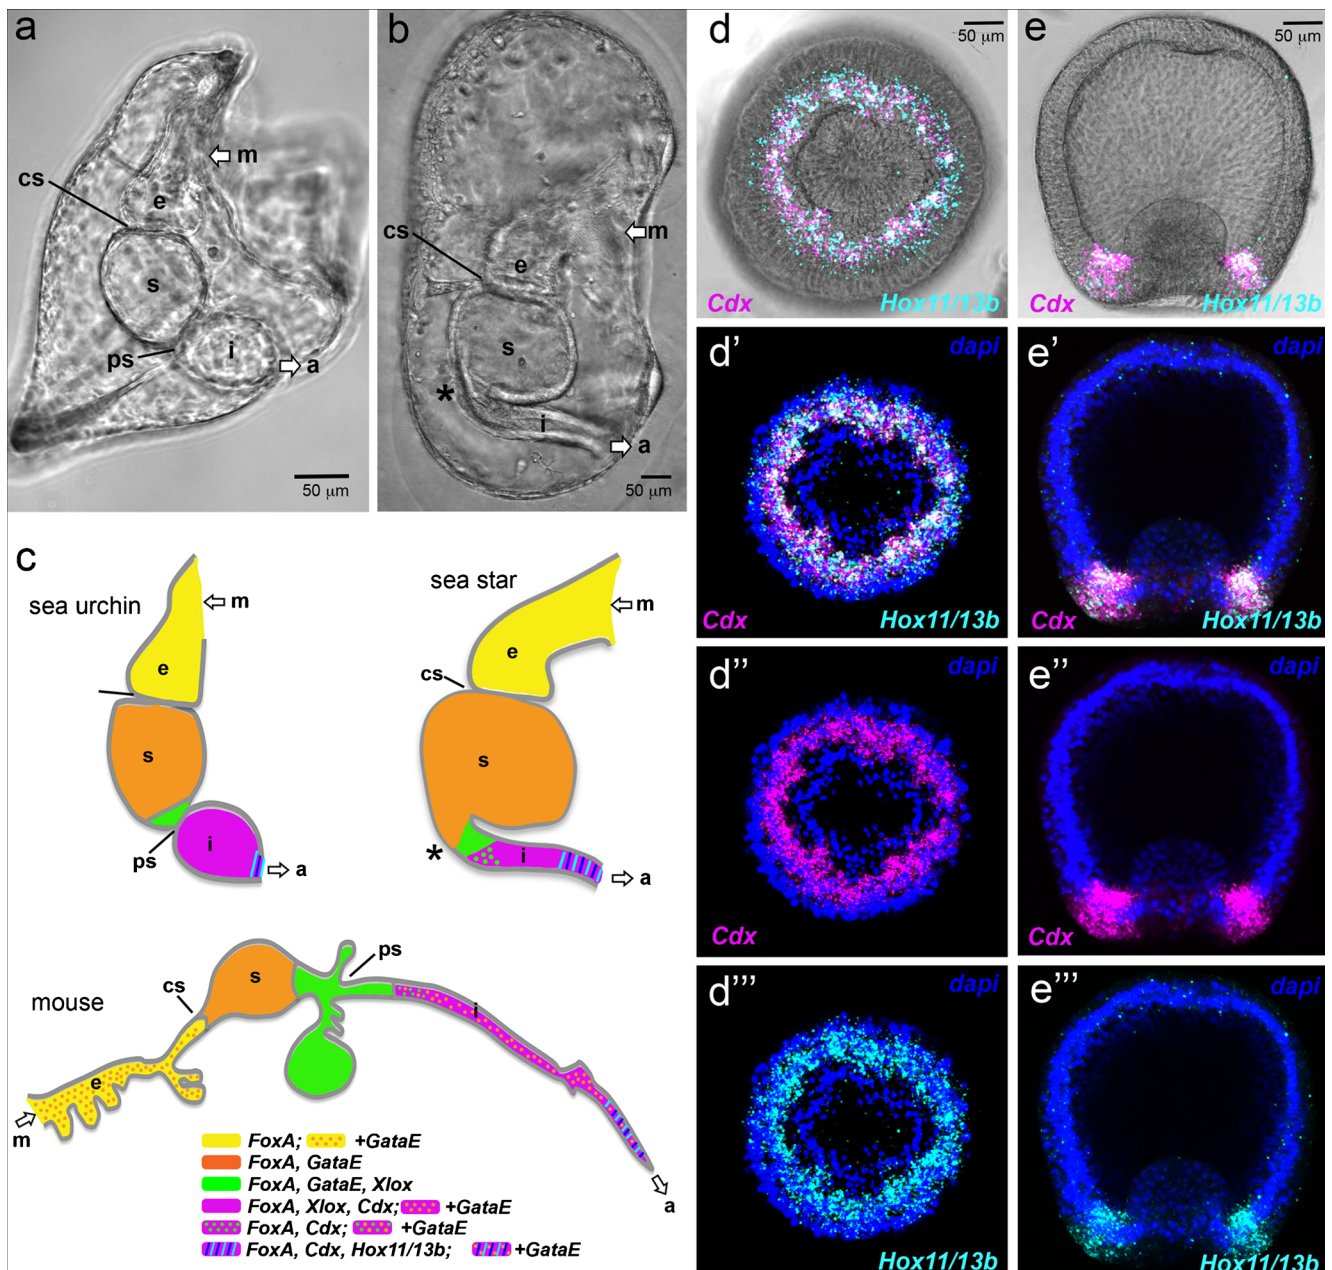 a
m
cs
e
s
ps
i
a
50 μm
b
m
cs
e
s
*
i
a
50 μm
c
sea urchin
m
e
s
i
ps
a
sea star
m
e
cs
s
*
i
a
mouse
cs
s
ps
i
e
m
a
FoxA; +GataE
FoxA, GataE
FoxA, GataE, Xlox
FoxA, Xlox, Cdx; +GataE
FoxA, Cdx; +GataE
FoxA, Cdx, Hox11/13b; +GataE
d
50 μm
Cdx Hox11/13b
e
50 μm
Cdx Hox11/13b
d'
dapi
Cdx Hox11/13b
e'
dapi
Cdx Hox11/13b
d''
dapi
Cdx
e''
dapi
Cdx
d'''
dapi
Hox11/13b
e'''
dapi
Hox11/13b